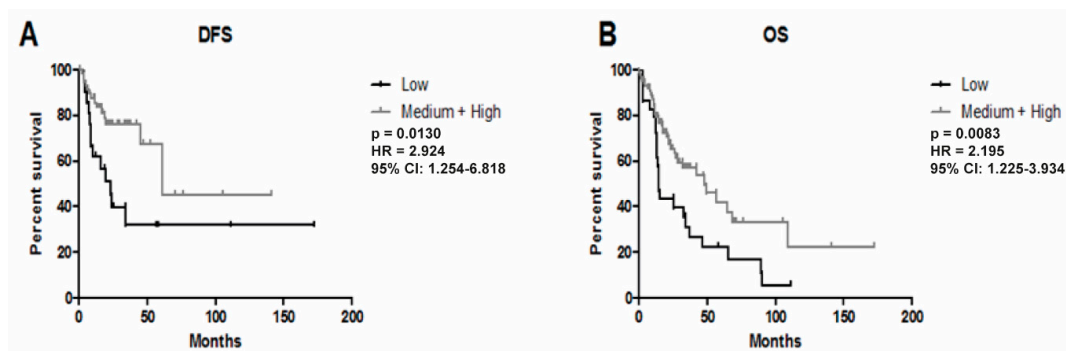 A
DFS
Percent survival
100
80
60
40
20
0
0 50 100 150 200
Months
Low
Medium + High
p = 0.0130
HR = 2.924
95% CI: 1.254-6.818
B
OS
Percent survival
100
80
60
40
20
0
0 50 100 150 200
Months
Low
Medium + High
p = 0.0083
HR = 2.195
95% CI: 1.225-3.934